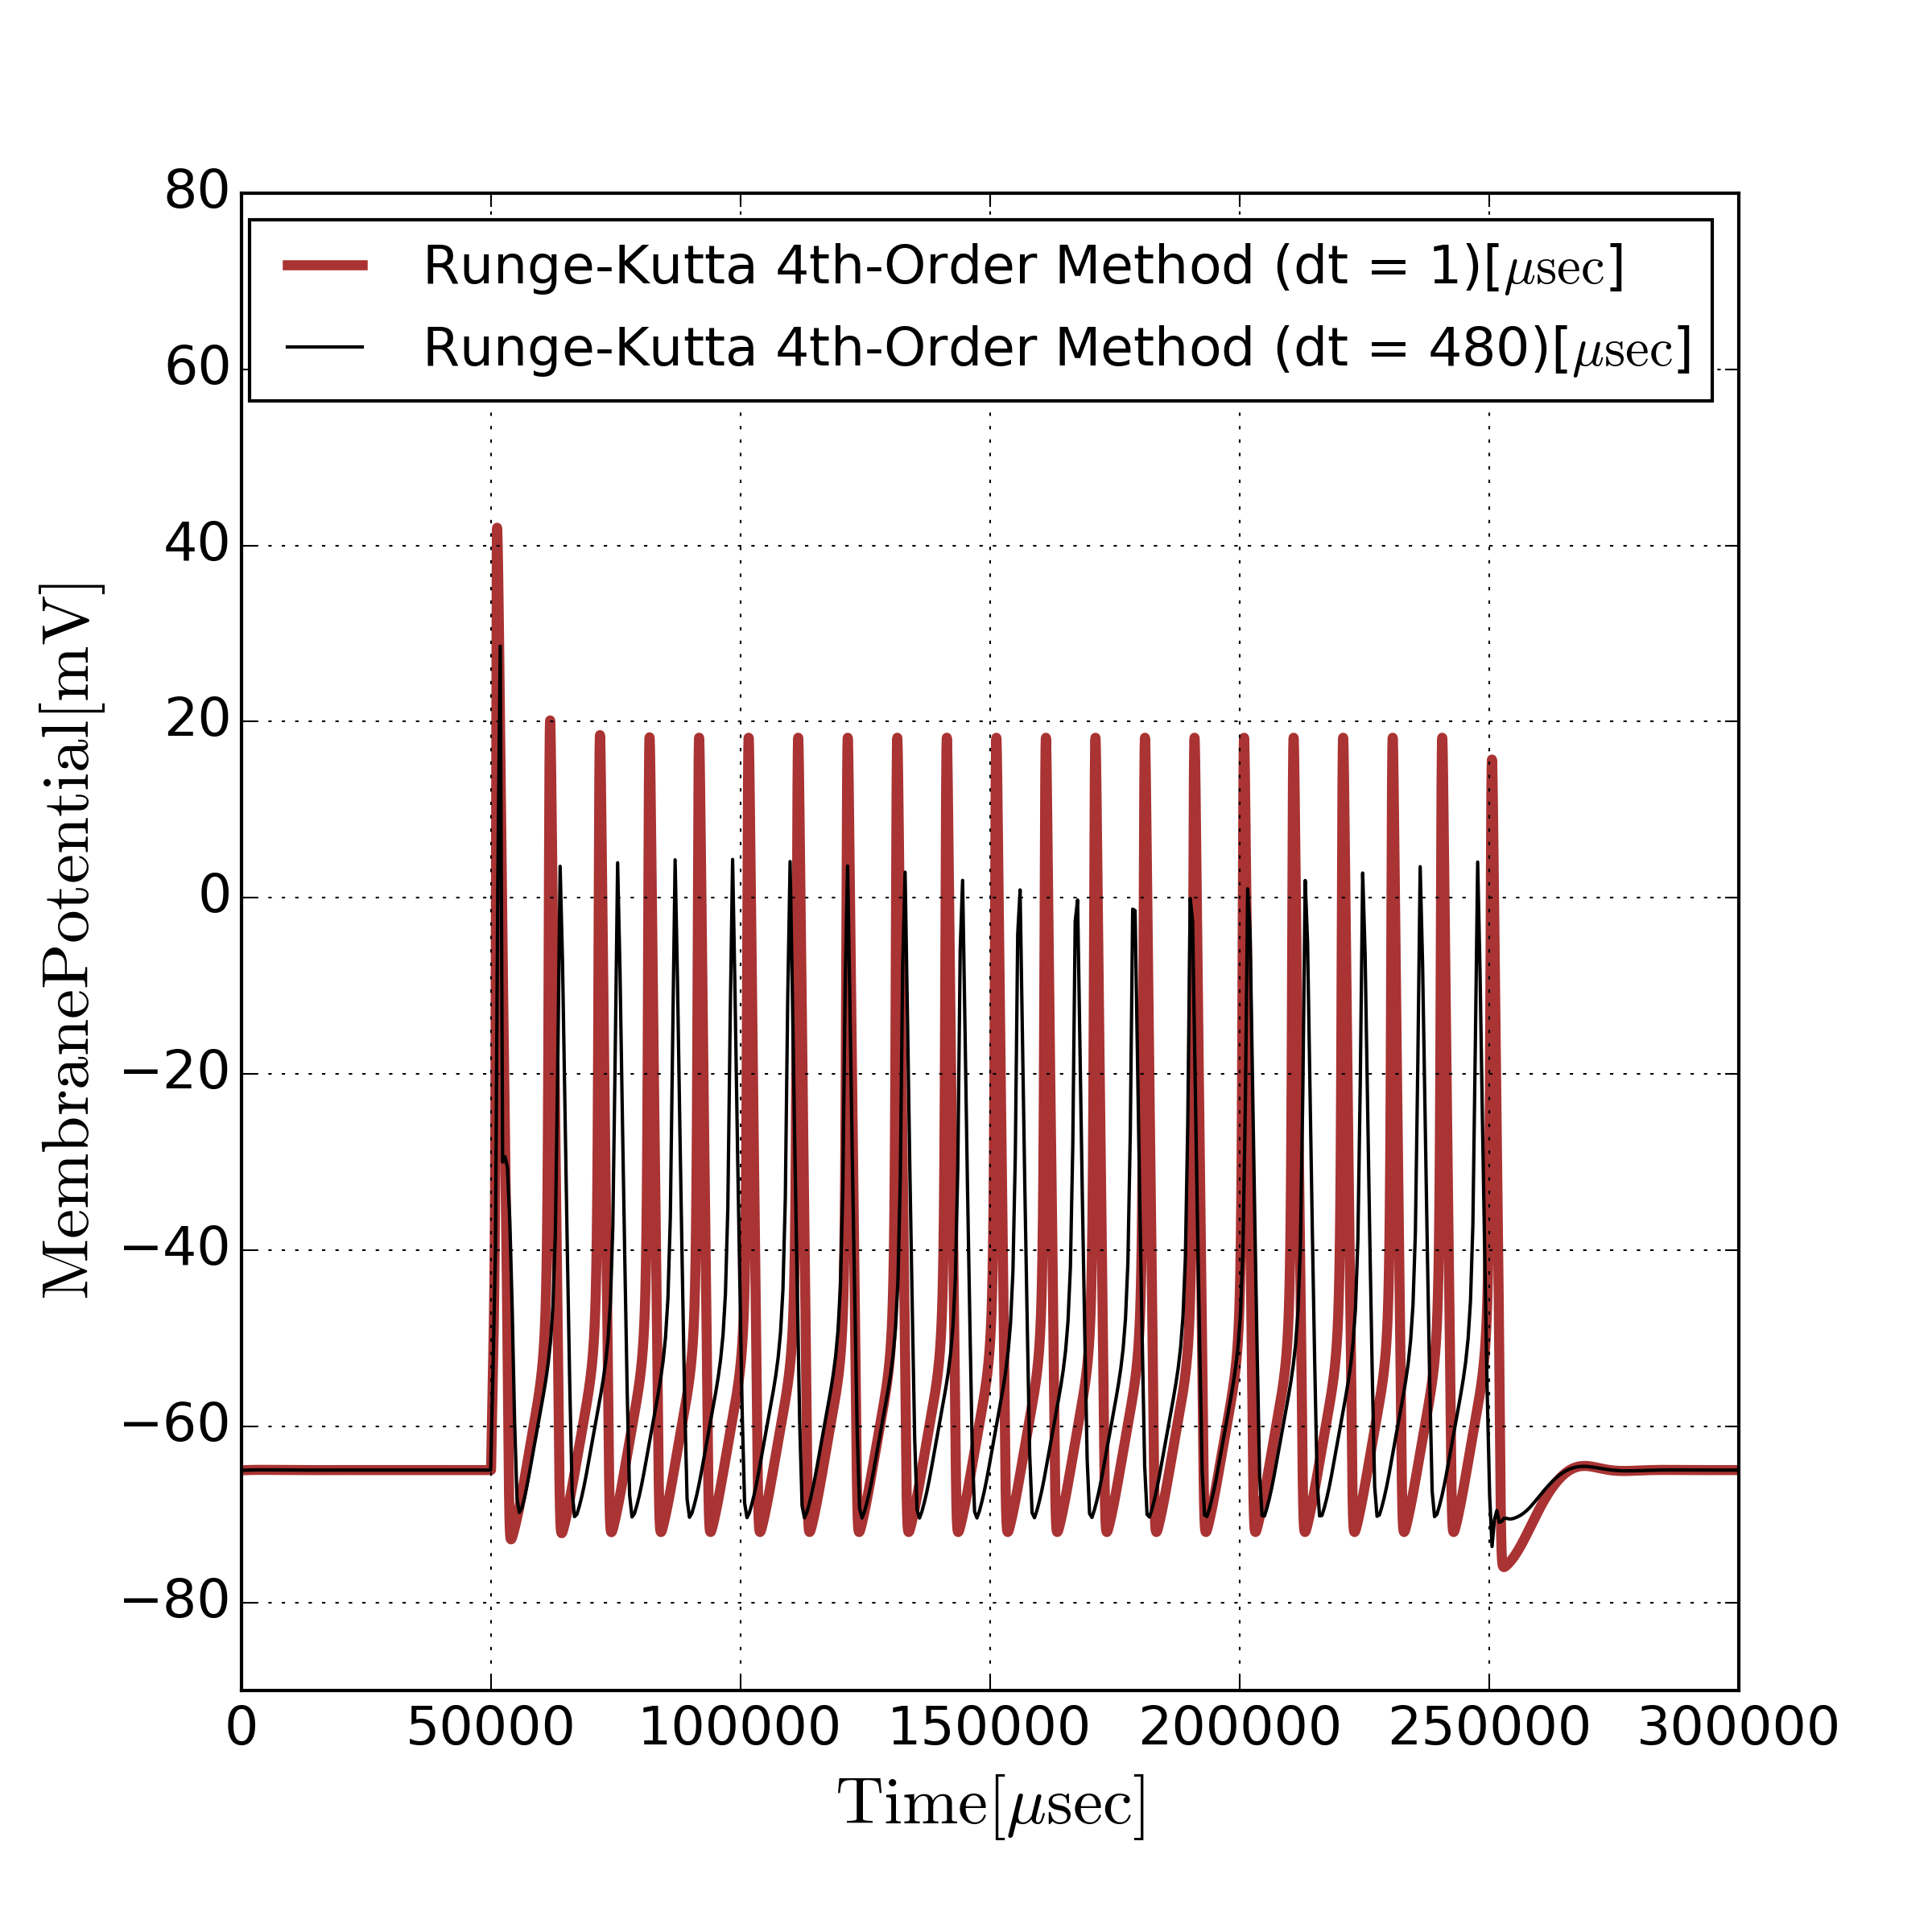 80
Runge-Kutta 4th-Order Method (dt = 1)[μsec]
Runge-Kutta 4th-Order Method (dt = 480)[μsec]
60
40
20
0
−20
−40
−60
−80
MembranePotential[mV]
0 50000 100000 150000 200000 250000 300000
Time[μsec]